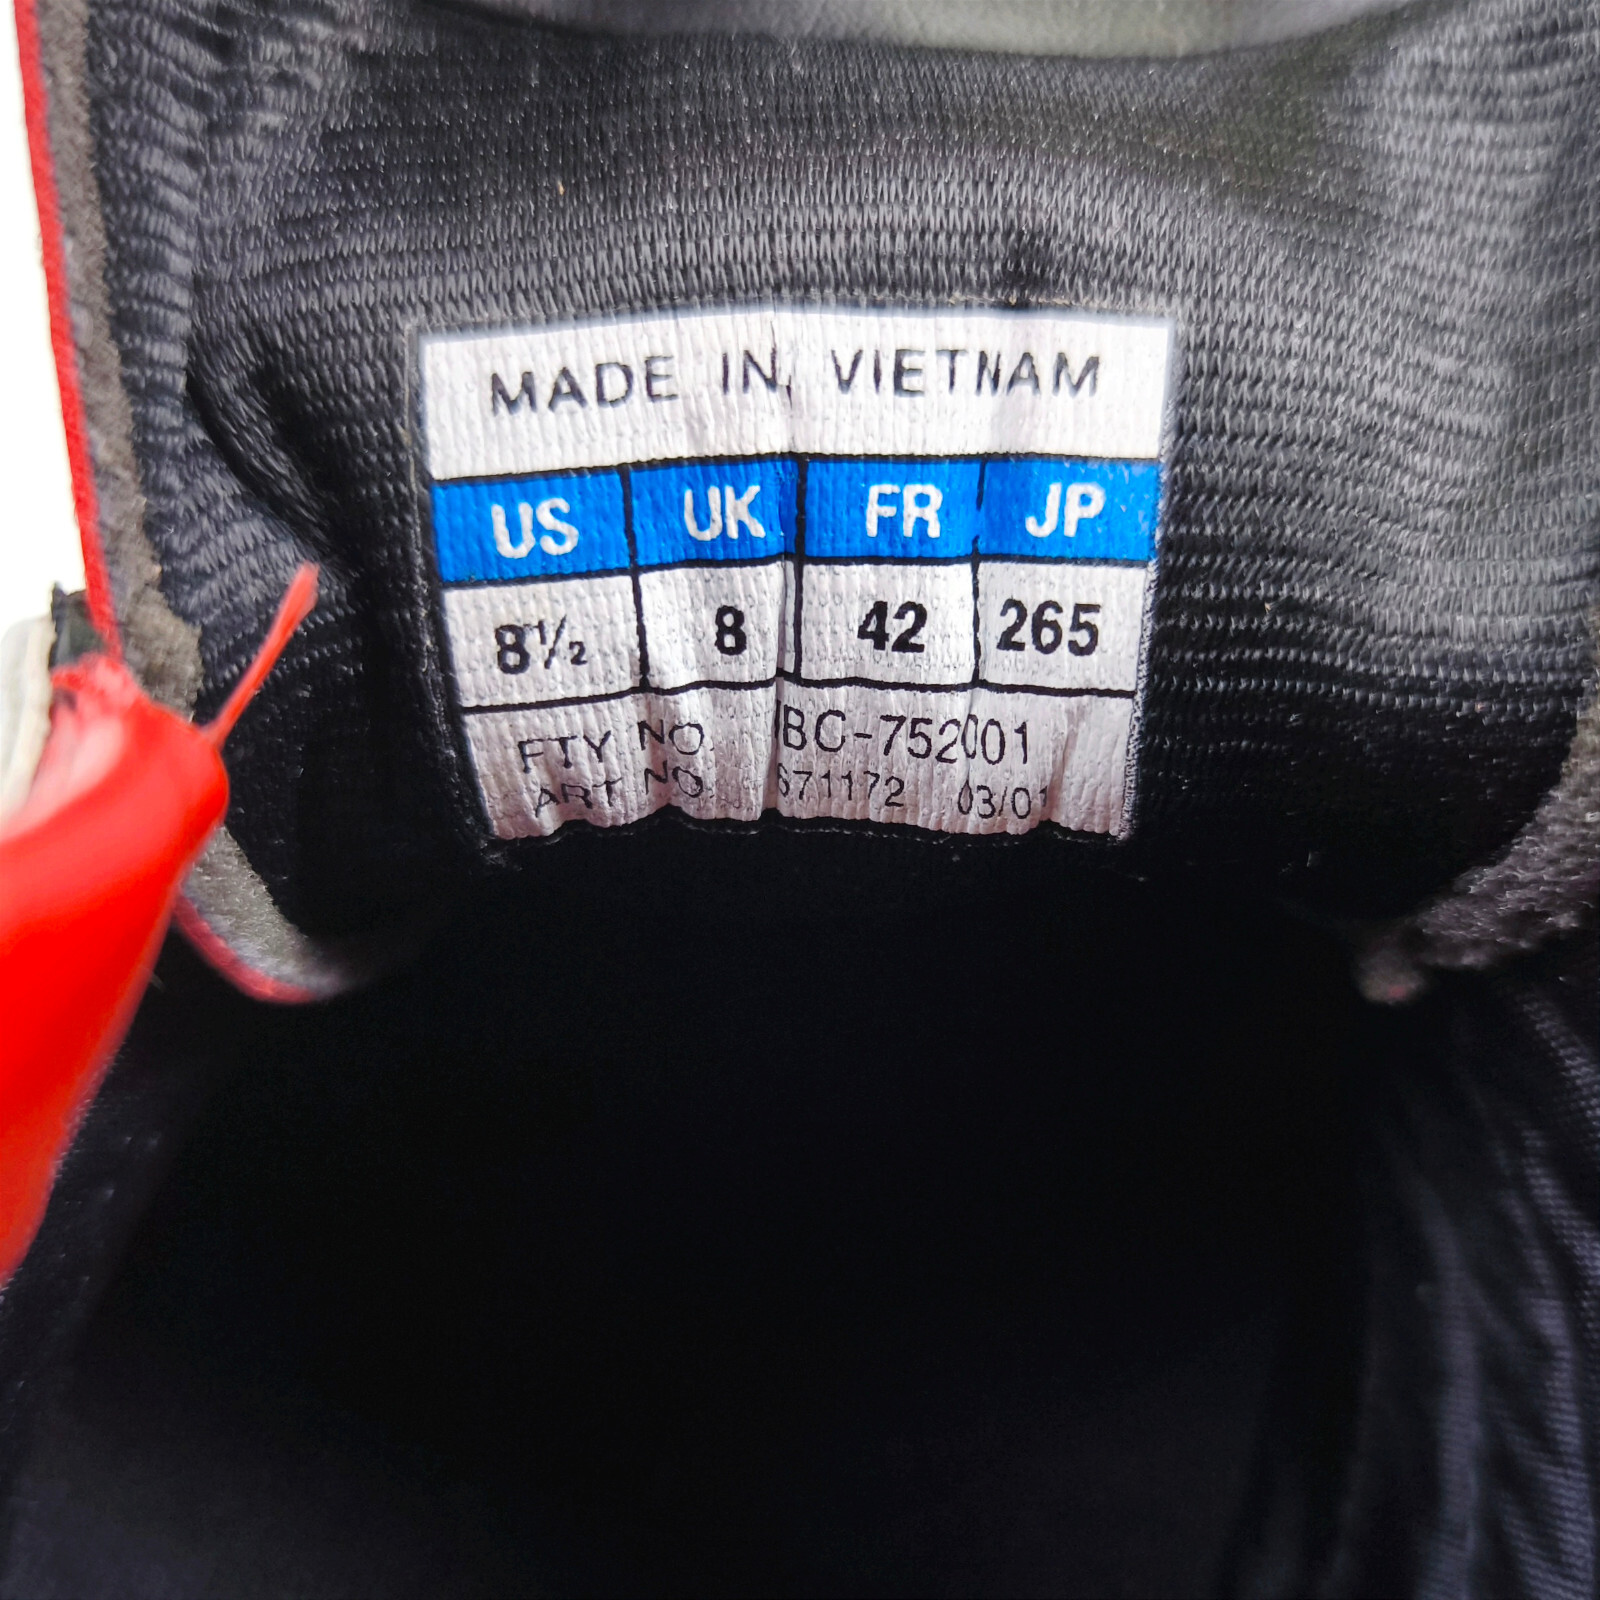 MADE IN VIETNAM
US UK FR JP
8½ 8 42 265
FTY NO. BC-752001
ART NO. 671172 03/01